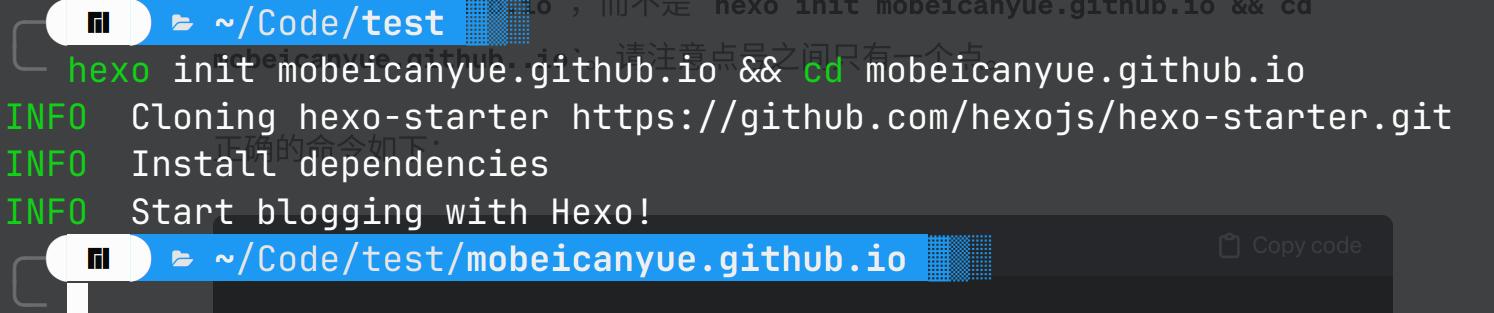 ~/Code/test
io , 而不是 hexo init mobeicanyue.github.io && cd
mobeicanyue.github..io`。请注意点号之间只有一个点。
hexo init mobeicanyue.github.io && cd mobeicanyue.github.io
INFO  Cloning hexo-starter https://github.com/hexojs/hexo-starter.git
正确的命令如下：
INFO  Install dependencies
INFO  Start blogging with Hexo!
Copy code
~/Code/test/mobeicanyue.github.io